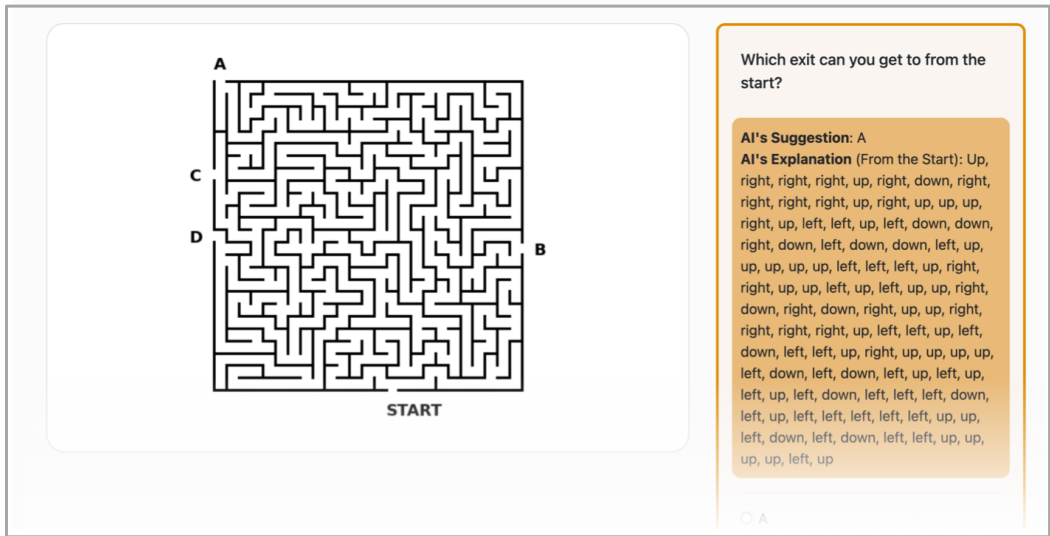 A
C
D
B
START
Which exit can you get to from the
start?
AI's Suggestion: A
AI's Explanation (From the Start): Up,
right, right, right, up, right, down, right,
right, right, right, up, right, up, up, up,
right, up, left, left, up, left, down, down,
right, down, left, down, down, left, up,
up, up, up, up, left, left, left, up, right,
right, up, up, left, up, left, up, up, right,
down, right, down, right, up, up, right,
right, right, right, up, left, left, up, left,
down, left, left, up, right, up, up, up, up,
left, down, left, down, left, up, left, up,
left, up, left, down, left, left, left, down,
left, up, left, left, left, left, left, up, up,
left, down, left, down, left, left, up, up,
up, up, left, up
A